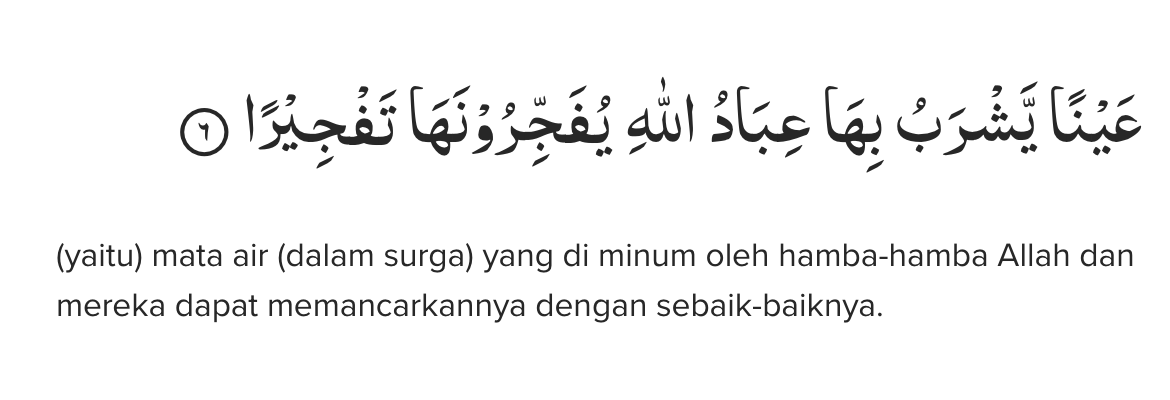 عَيْنًا يَّشْرَبُ بِهَا عِبَادُ اللّٰهِ يُفَجِّرُوْنَهَا تَفْجِيْرًا ٦
(yaitu) mata air (dalam surga) yang di minum oleh hamba-hamba Allah dan
mereka dapat memancarkannya dengan sebaik-baiknya.